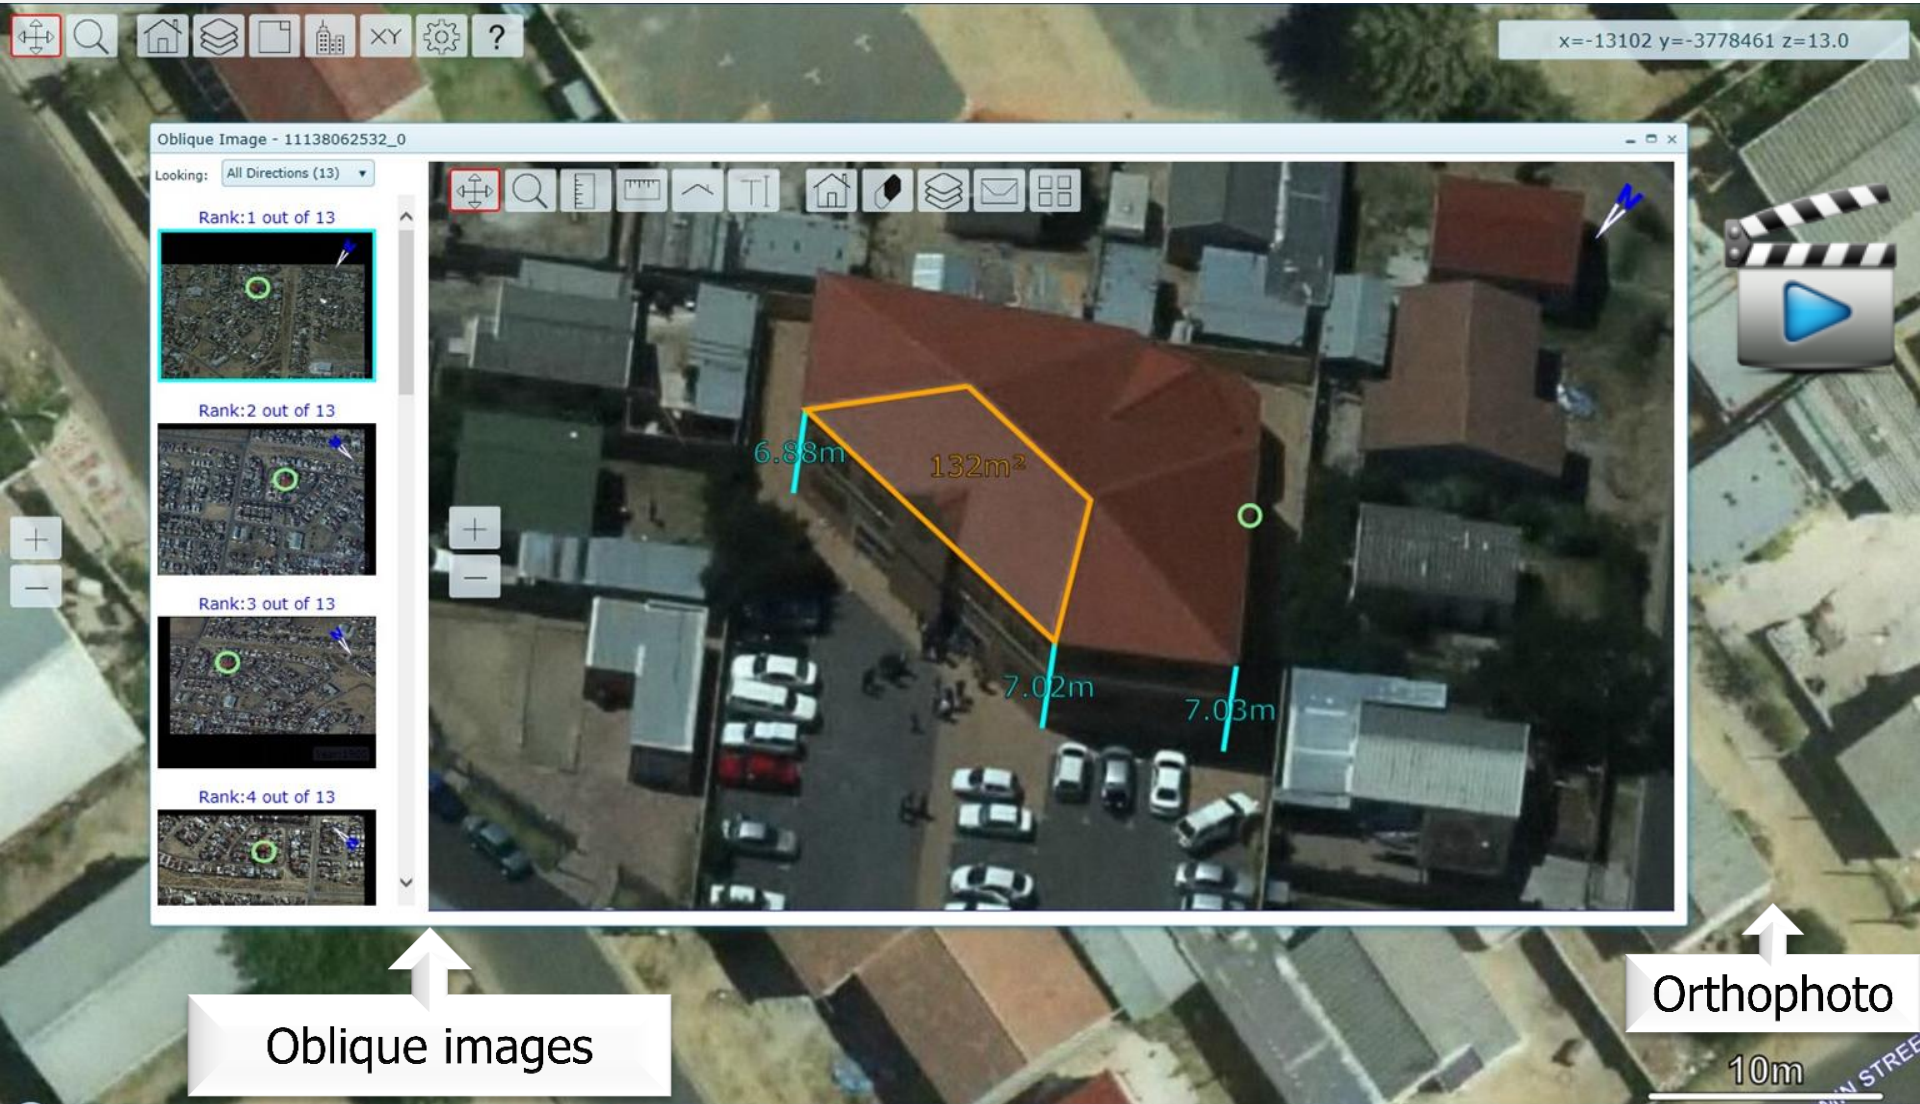 XY
?
x=-13102 y=-3778461 z=13.0
Oblique Image - 11138062532_0
Looking:
All Directions (13)
Rank:1 out of 13
Rank:2 out of 13
Rank:3 out of 13
Rank:4 out of 13
N
6.88m
132m²
7.02m
7.03m
Oblique images
Orthophoto
10m
STREE